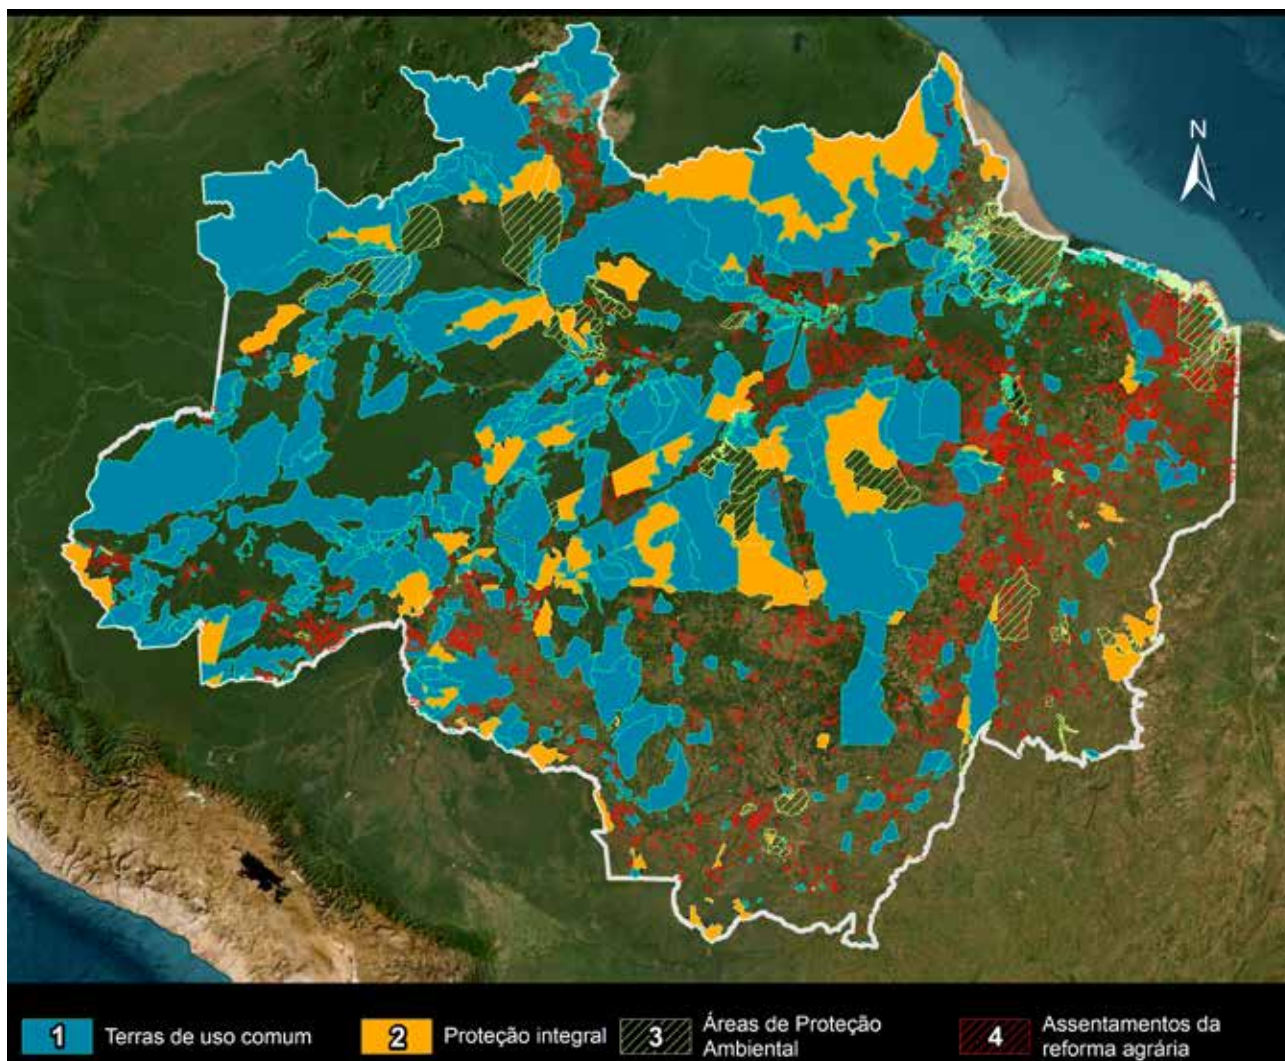 N
1 Terras de uso comum
2 Proteção integral
3 Áreas de Proteção
Ambiental
4 Assentamentos da
reforma agrária